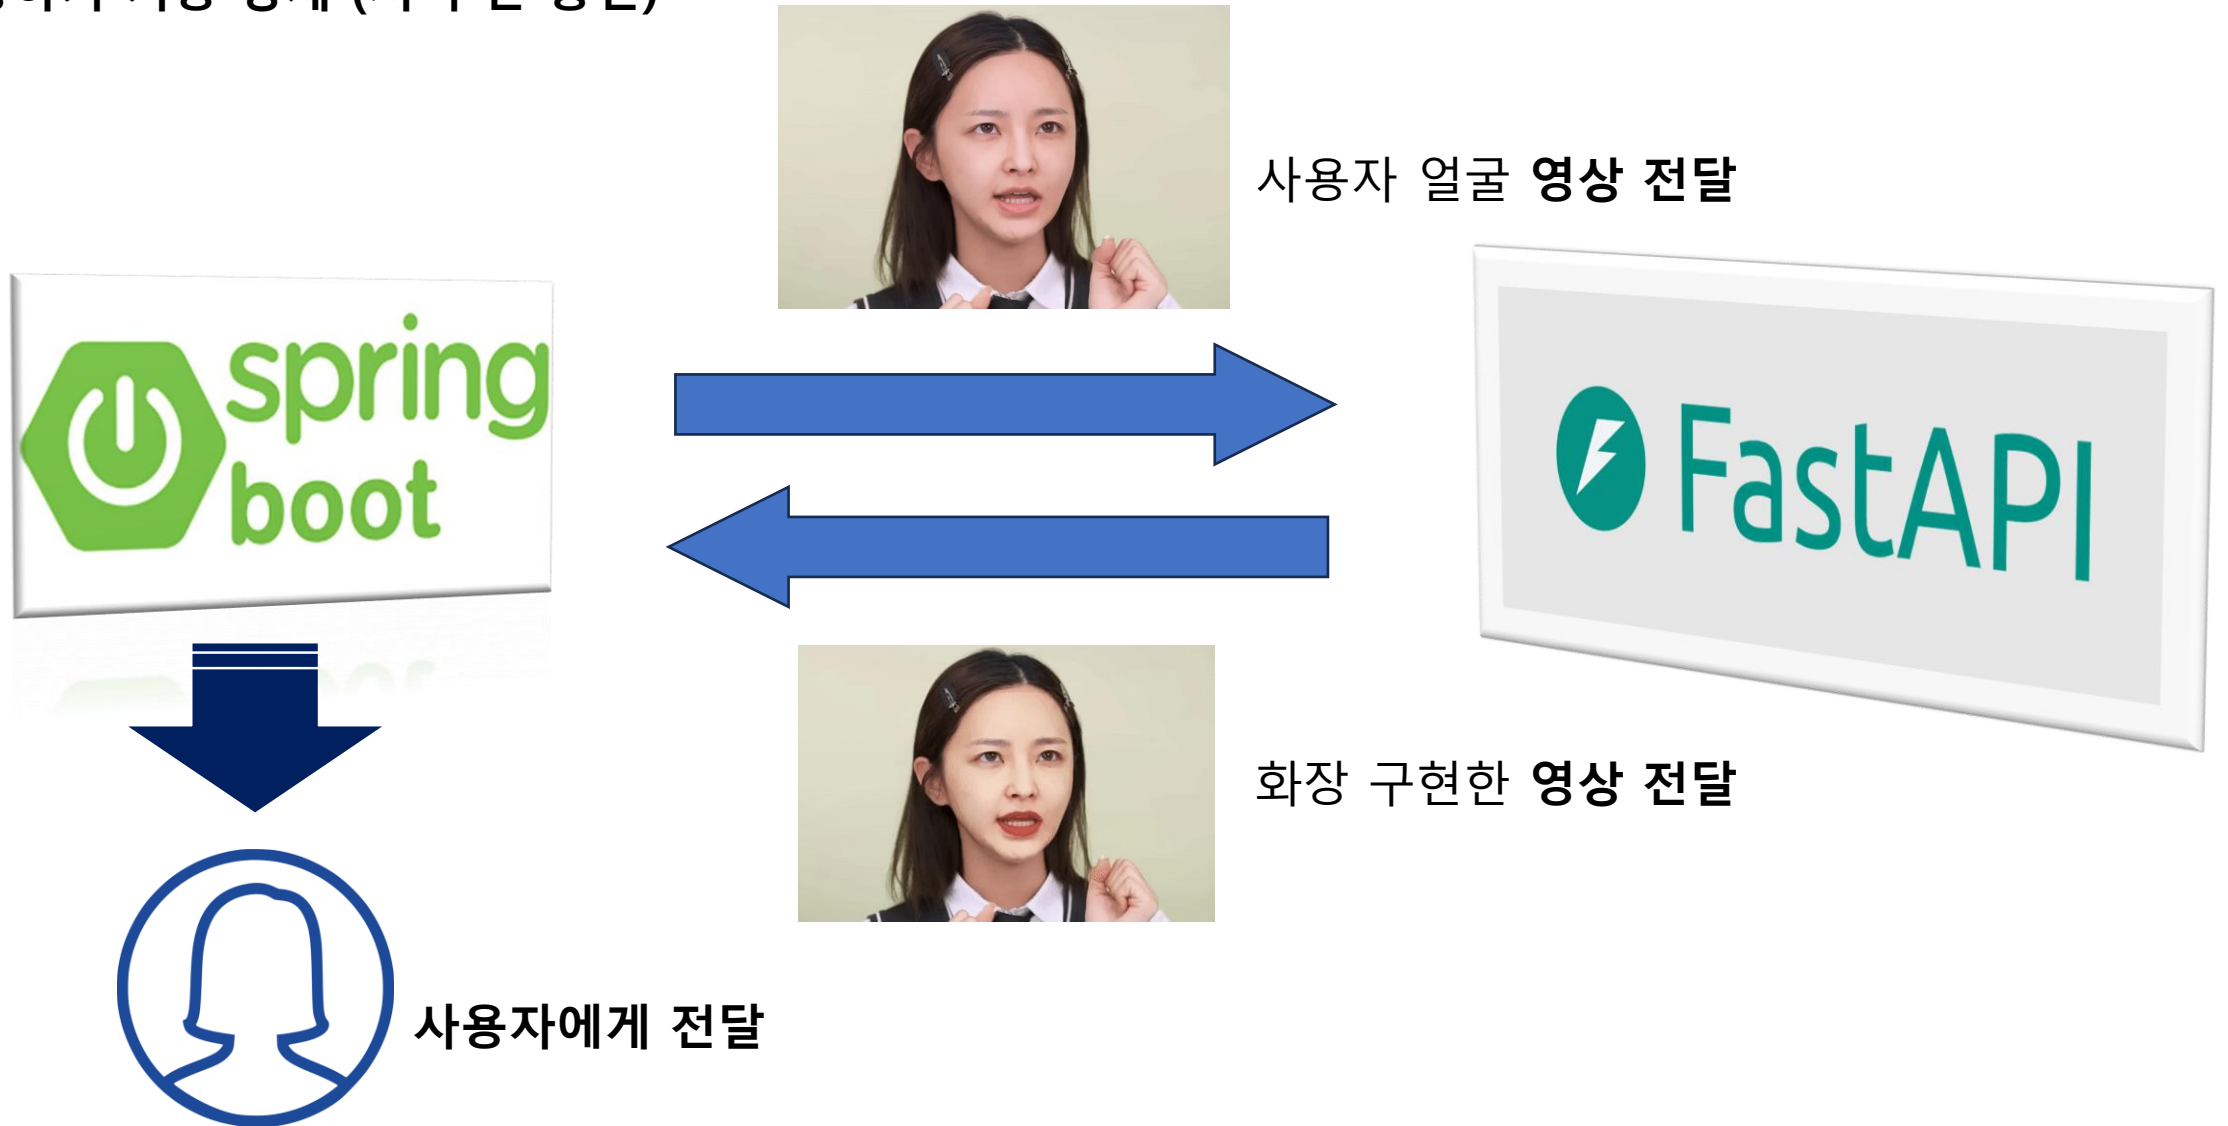 사용자 얼굴 영상 전달
spring
boot
FastAPI
화장 구현한 영상 전달
사용자에게 전달